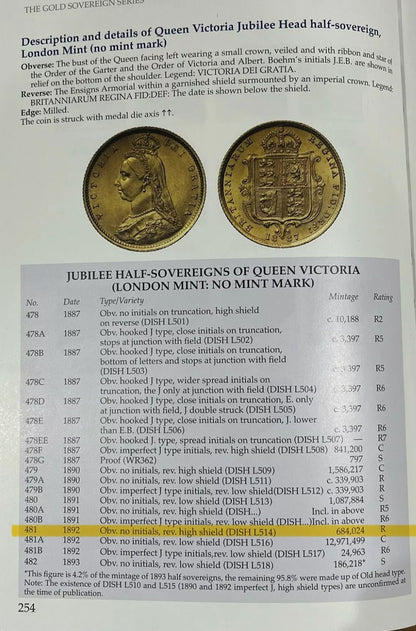 THE GOLD SOVEREIGN SERIES
Description and details of Queen Victoria Jubilee Head half-sovereign,
London Mint (no mint mark)
Obverse: The bust of the Queen facing left wearing a small crown, veiled and with ribbon and star of
the Order of the Garter and the Order of Victoria and Albert. Boehm's initials J.E.B. are shown in
relief on the bottom of the shoulder. Legend: VICTORIA DEI GRATIA.
Reverse: The Ensigns Armorial within a garnished shield surmounted by an imperial crown. Legend:
BRITANNIARUM REGINA FID:DEF: The date is shown below the shield.
Edge: Milled.
The coin is struck with medal die axis ↑↑.
VICTORIA DEI GRATIA
BRITANNIARUM REGINA FID: DEF:
1887
JUBILEE HALF-SOVEREIGNS OF QUEEN VICTORIA
(LONDON MINT: NO MINT MARK)
No. Date Type/Variety Mintage Rating
478 1887 Obv. no initials on truncation, high shield
on reverse (DISH L501) c. 10,188 R2
478A 1887 Obv. hooked J type, close initials on truncation,
stops at junction with field (DISH L502) c. 3,397 R5
478B 1887 Obv. hooked J type, close initials on truncation,
bottom of letters and stops at junction with field
(DISH L503) c. 3,397 R5
478C 1887 Obv. hooked J type, wider spread initials on
truncation, the J only at junction with field (DISH L504) c. 3,397 R6
478D 1887 Obv. hooked J type, close initials on truncation, E. only
at junction with field, J double struck (DISH L505) c. 3,397 R6
478E 1887 Obv. hooked J type, close initials on truncation, J. lower
than E.B. (DISH L506) c. 3,397 R6
478EE 1887 Obv. hooked J. type, spread initials on truncation (DISH L507) — R7
478F 1887 Obv. imperfect J type initials, rev. high shield (DISH L508) 841,200 C
478G 1887 Proof (WR362) 797 S
479 1890 Obv. no initials, rev. high shield (DISH L509) 1,586,217 C
479A 1890 Obv. no initials, rev. low shield (DISH L511) c. 339,903 R
479B 1890 Obv. imperfect J type initials, rev. low shield(DISH L512) c. 339,903 R
480 1891 Obv. no initials, rev. high shield (DISH L513) 1,087,884 S
480A 1891 Obv. no initials, rev. low shield (DISH...) Incl. in above R5
480B 1891 Obv. imperfect J type initials, rev. low shield (DISH...)Incl. in above R6
481 1892 Obv. no initials, rev. high shield (DISH L514) 684,024 R
481A 1892 Obv. no initials, rev. low shield (DISH L516) 12,971,499 C
481B 1892 Obv. imperfect J type initials,rev. low shield (DISH L517) 24,963 R6
482 1893 Obv. no initials, rev. low shield (DISH L518) 186,218* S
*This figure is 4.2% of the mintage of 1893 half sovereigns, the remaining 95.8% were made up of Old head type.
Note: The existence of DISH L510 and L515 (1890 and 1892 imperfect J, high shield types) are unconfirmed at
the time of publication.
254